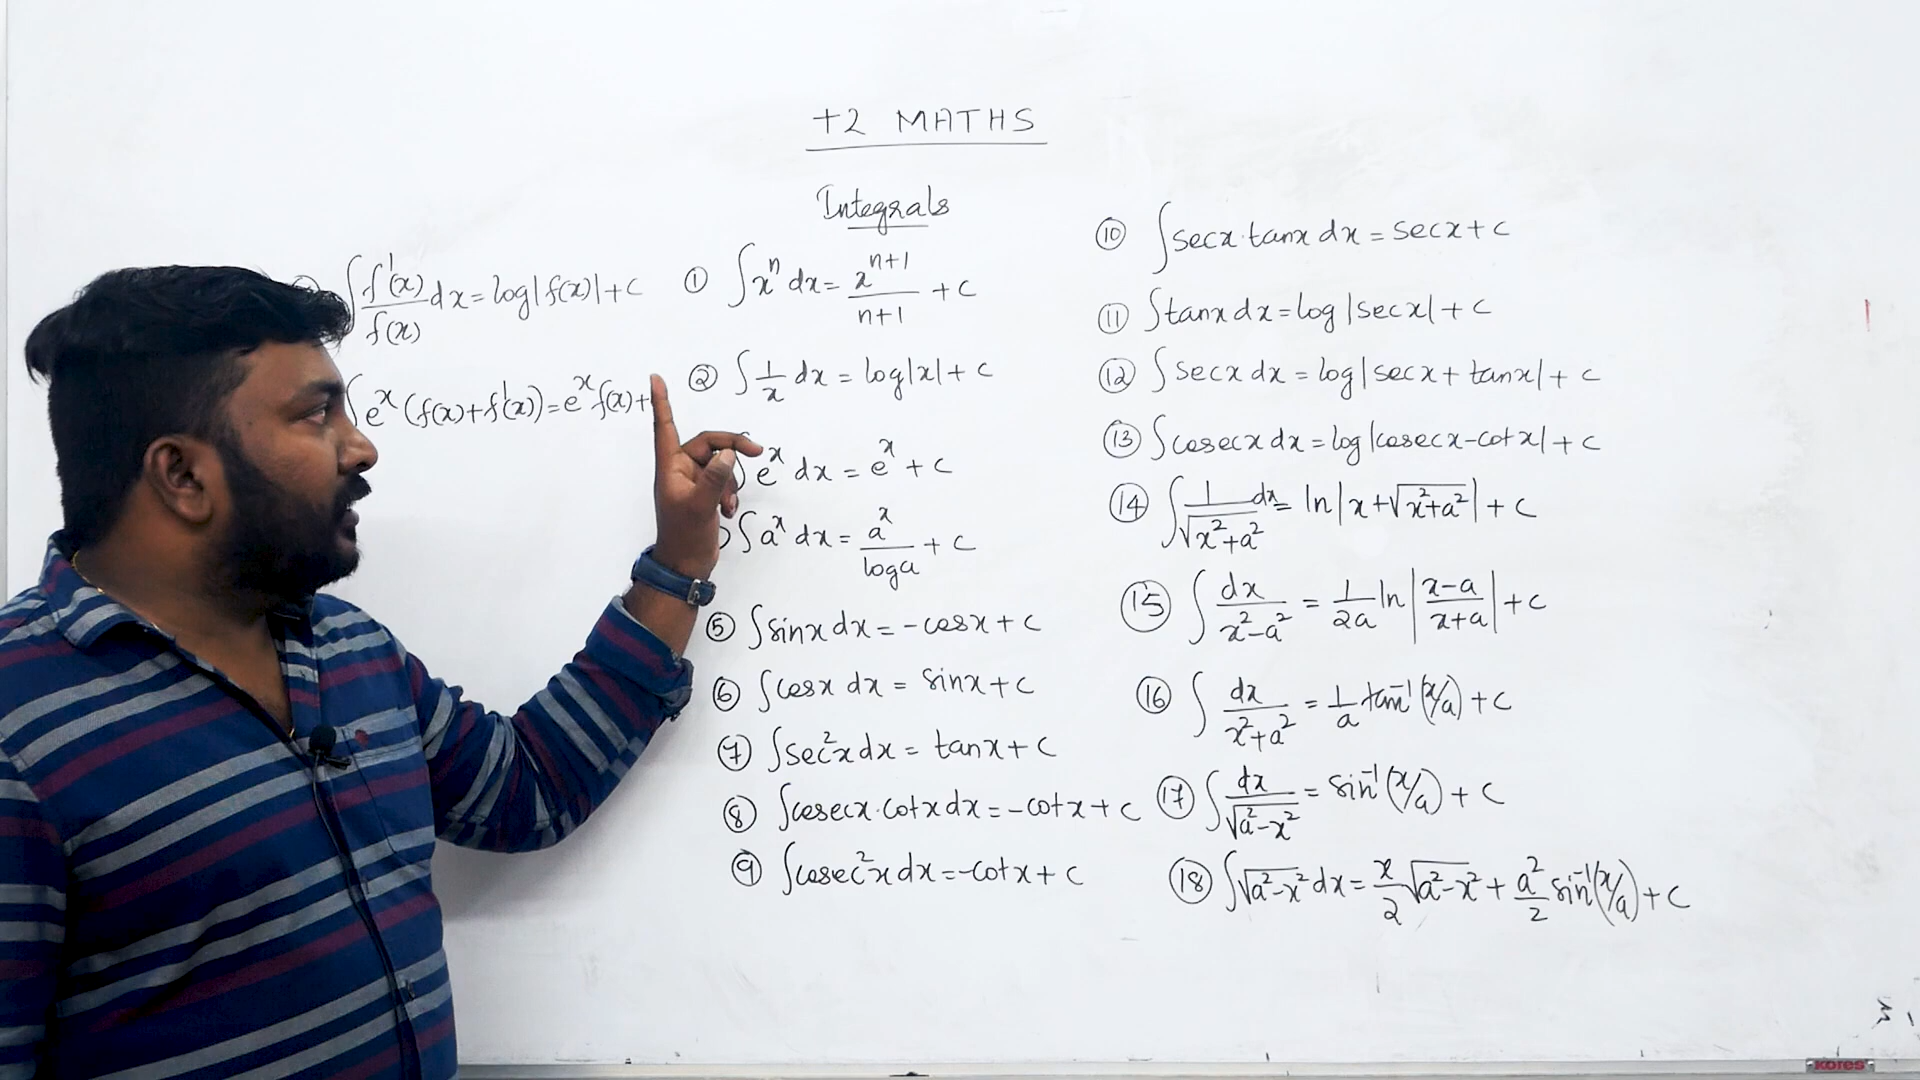 +2 MATHS
Integrals
∫ f'(x)/f(x) dx = log|f(x)| + c
∫ eˣ (f(x) + f'(x)) = eˣ f(x) +
① ∫ xⁿ dx = xⁿ⁺¹/n+1 + c
② ∫ 1/x dx = log|x| + c
∫ eˣ dx = eˣ + c
∫ aˣ dx = aˣ/loga + c
⑤ ∫ sinx dx = -cosx + c
⑥ ∫ cosx dx = sinx + c
⑦ ∫ sec²x dx = tanx + c
⑧ ∫ cosecx·cotx dx = -cotx + c
⑨ ∫ cosec²x dx = -cotx + c
⑩ ∫ secx·tanx dx = secx + c
⑪ ∫ tanx dx = log|secx| + c
⑫ ∫ secx dx = log|secx + tanx| + c
⑬ ∫ cosecx dx = log|cosecx - cotx| + c
⑭ ∫ 1/√(x²+a²) dx = ln|x + √(x²+a²)| + c
⑮ ∫ dx/x²-a² = 1/2a ln|x-a/x+a| + c
⑯ ∫ dx/x²+a² = 1/a tan⁻¹(x/a) + c
⑰ ∫ dx/√(a²-x²) = sin⁻¹(x/a) + c
⑱ ∫ √(a²-x²) dx = x/2 √(a²-x²) + a²/2 sin⁻¹(x/a) + c
KORES